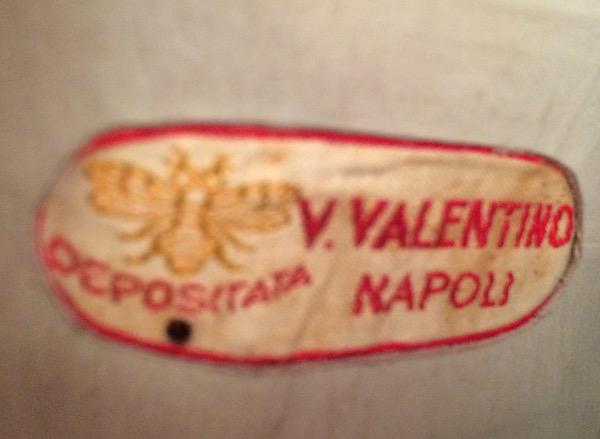 DEPOSITATA
V. VALENTINO
NAPOLI